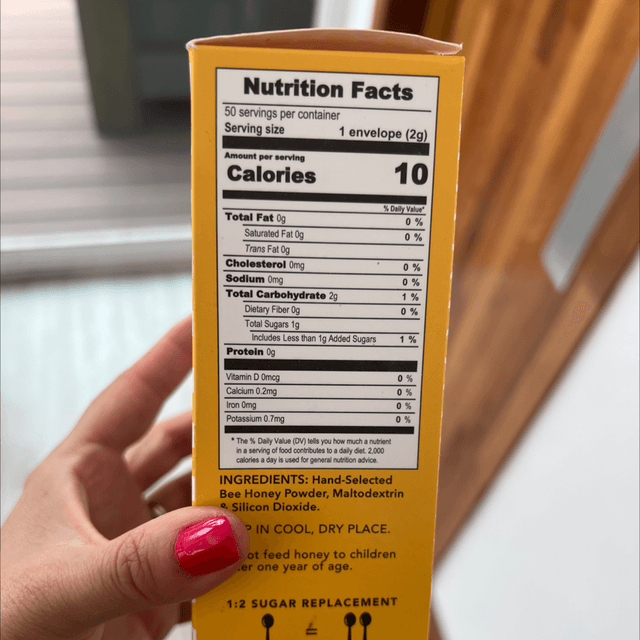 Nutrition Facts
50 servings per container
Serving size 1 envelope (2g)
Amount per serving
Calories 10
% Daily Value*
Total Fat 0g 0 %
Saturated Fat 0g 0 %
Trans Fat 0g
Cholesterol 0mg 0 %
Sodium 0mg 0 %
Total Carbohydrate 2g 1 %
Dietary Fiber 0g 0 %
Total Sugars 1g
Includes Less than 1g Added Sugars 1 %
Protein 0g
Vitamin D 0mcg 0 %
Calcium 0.2mg 0 %
Iron 0mg 0 %
Potassium 0.7mg 0 %
* The % Daily Value (DV) tells you how much a nutrient
in a serving of food contributes to a daily diet. 2,000
calories a day is used for general nutrition advice.
INGREDIENTS: Hand-Selected
Bee Honey Powder, Maltodextrin
& Silicon Dioxide.
IN COOL, DRY PLACE.
feed honey to children
one year of age.
1:2 SUGAR REPLACEMENT
=